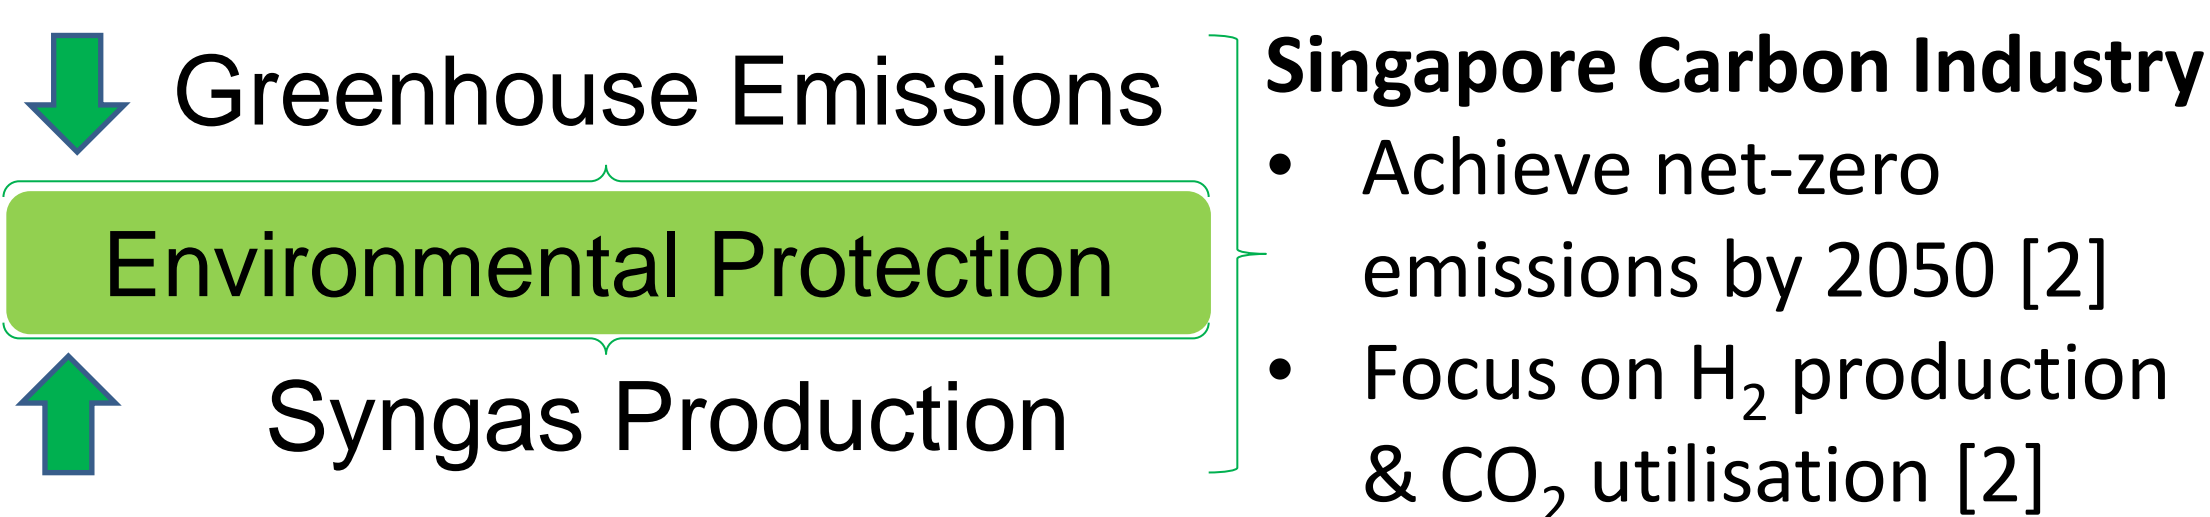 Greenhouse Emissions
Environmental Protection
Syngas Production
Singapore Carbon Industry
• Achieve net-zero
emissions by 2050 [2]
• Focus on H₂ production
& CO₂ utilisation [2]